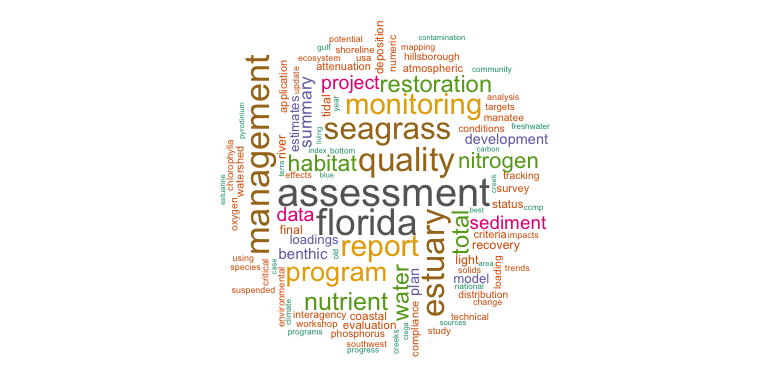 contamination
potential
gulf
shoreline
deposition
numeric
mapping
ecosystem
usa
hillsborough
attenuation
atmospheric
community
management
application
update
summary
project
restoration
estimates
tidal
year
monitoring
analysis
targets
manatee
pyrodinium
living
seagrass
conditions
freshwater
river
development
index
bottom
carbon
chlorophylla
watershed
estuarine
terra
habitat
quality
nitrogen
effects
blue
tracking
creek
survey
assessment
oxygen
data
florida
status
ccmp
best
final
estuary
total
sediment
criteria
impacts
loadings
report
recovery
benthic
old
using
species
critical
case
program
water
plan
light
area
solids
loading
trends
model
national
suspended
environmental
climate
nutrient
distribution
change
interagency
coastal
technical
workshop
evaluation
compliance
sources
programs
phosphorus
creeks
ciega
study
southwest
progress